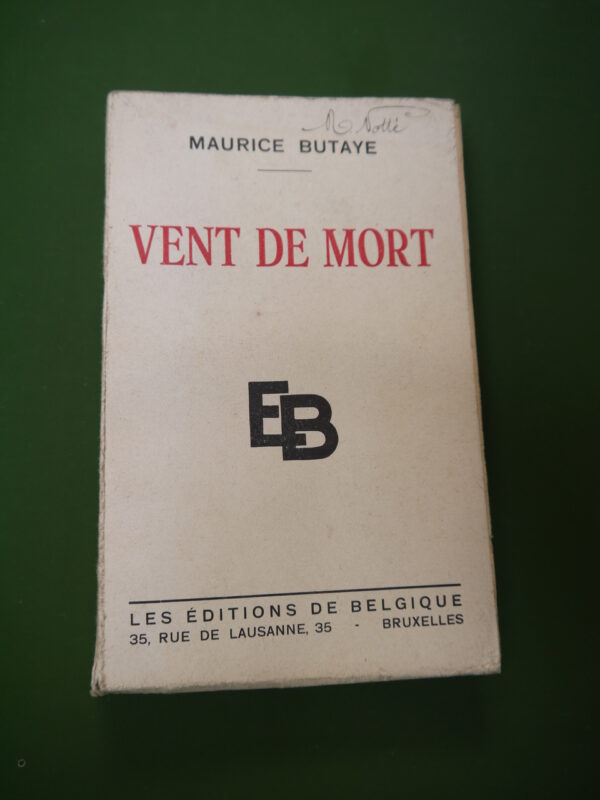 MAURICE BUTAYE
VENT DE MORT
EB
LES ÉDITIONS DE BELGIQUE
35, RUE DE LAUSANNE, 35 - BRUXELLES